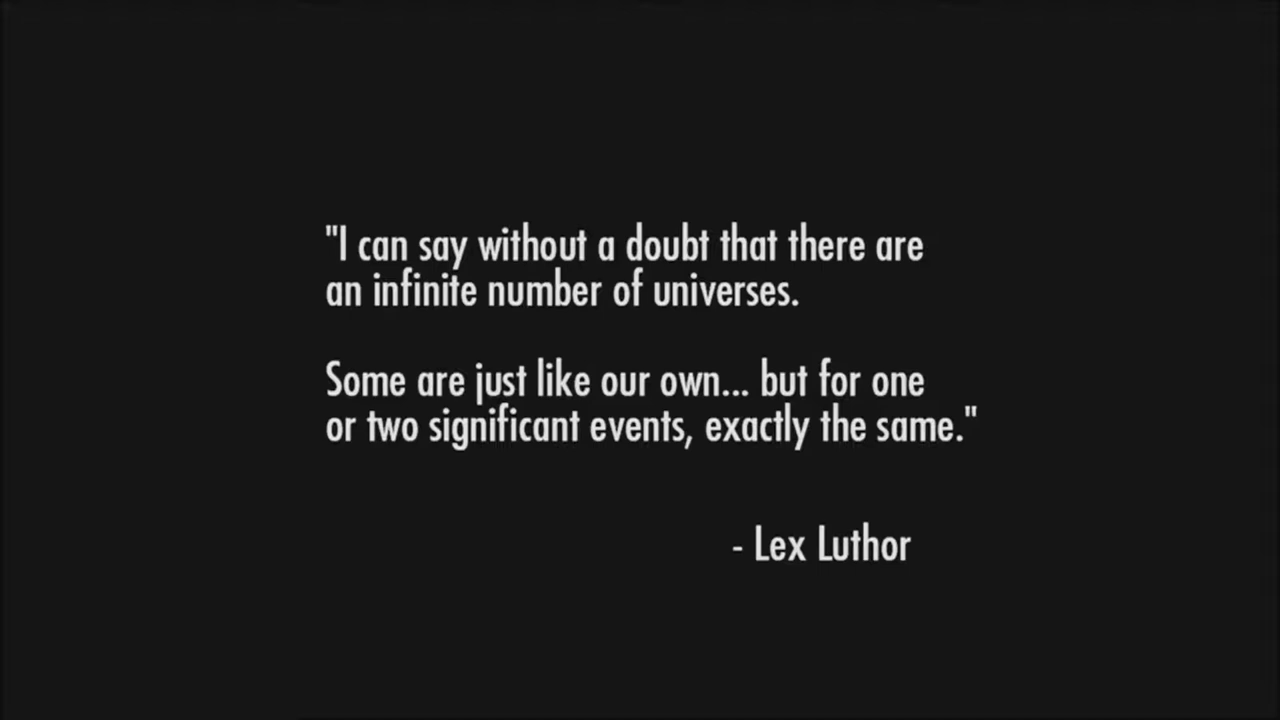 "I can say without a doubt that there are
an infinite number of universes.
Some are just like our own... but for one
or two significant events, exactly the same."
- Lex Luthor